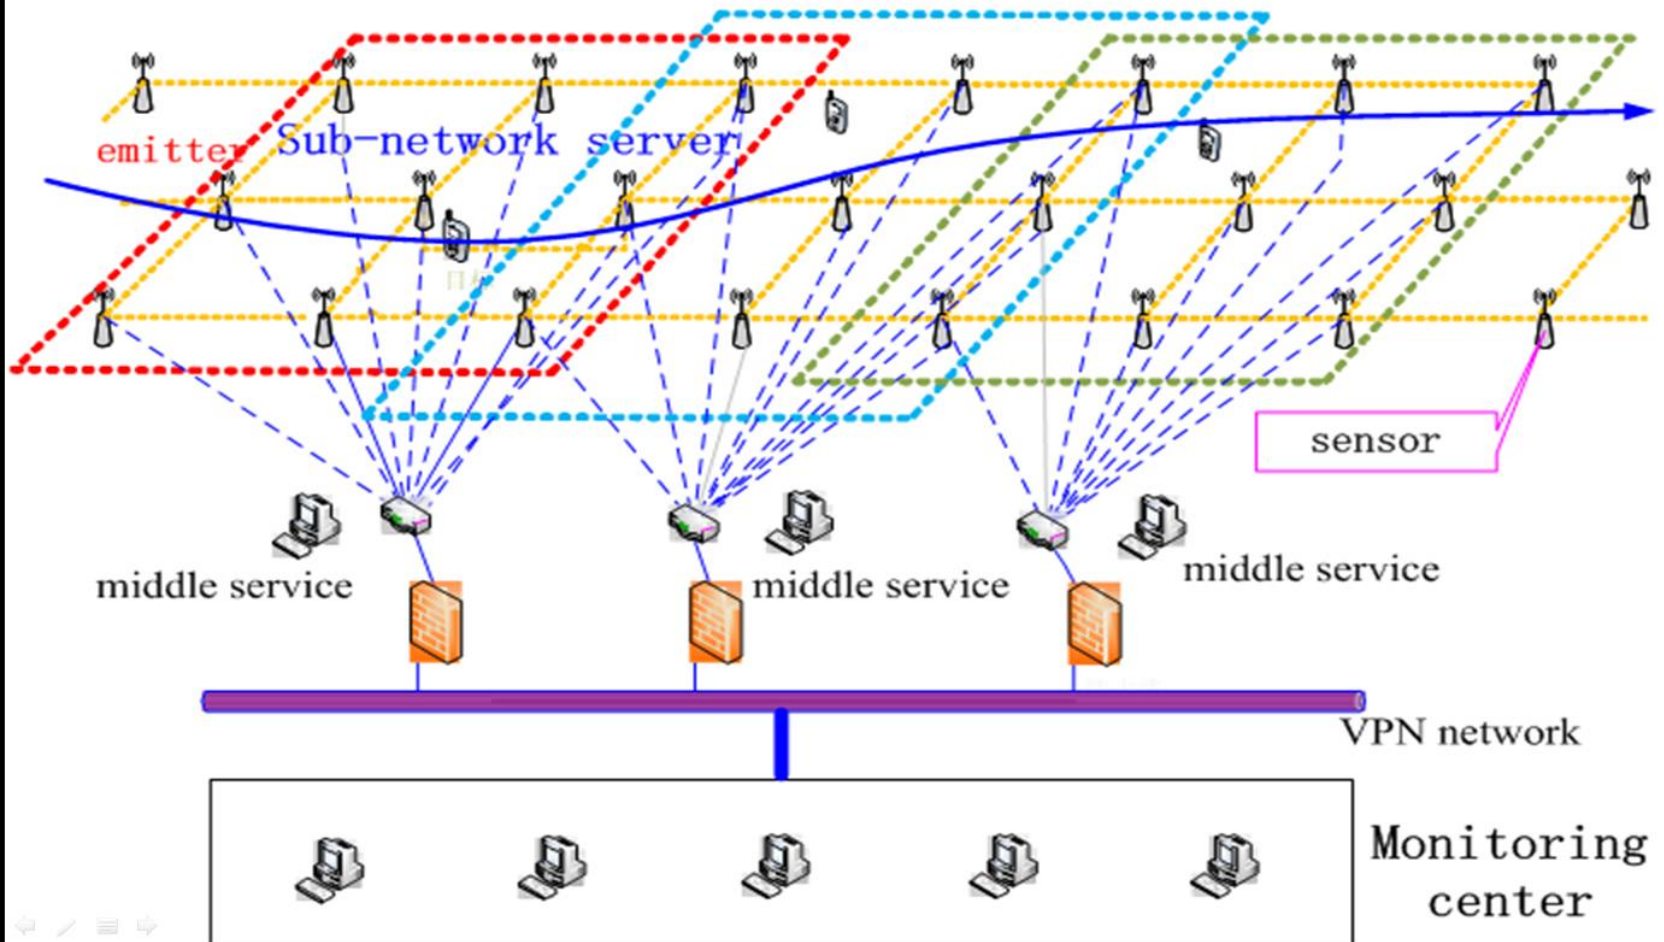 emitter
Sub-network server
sensor
middle service
middle service
middle service
VPN network
Monitoring
center